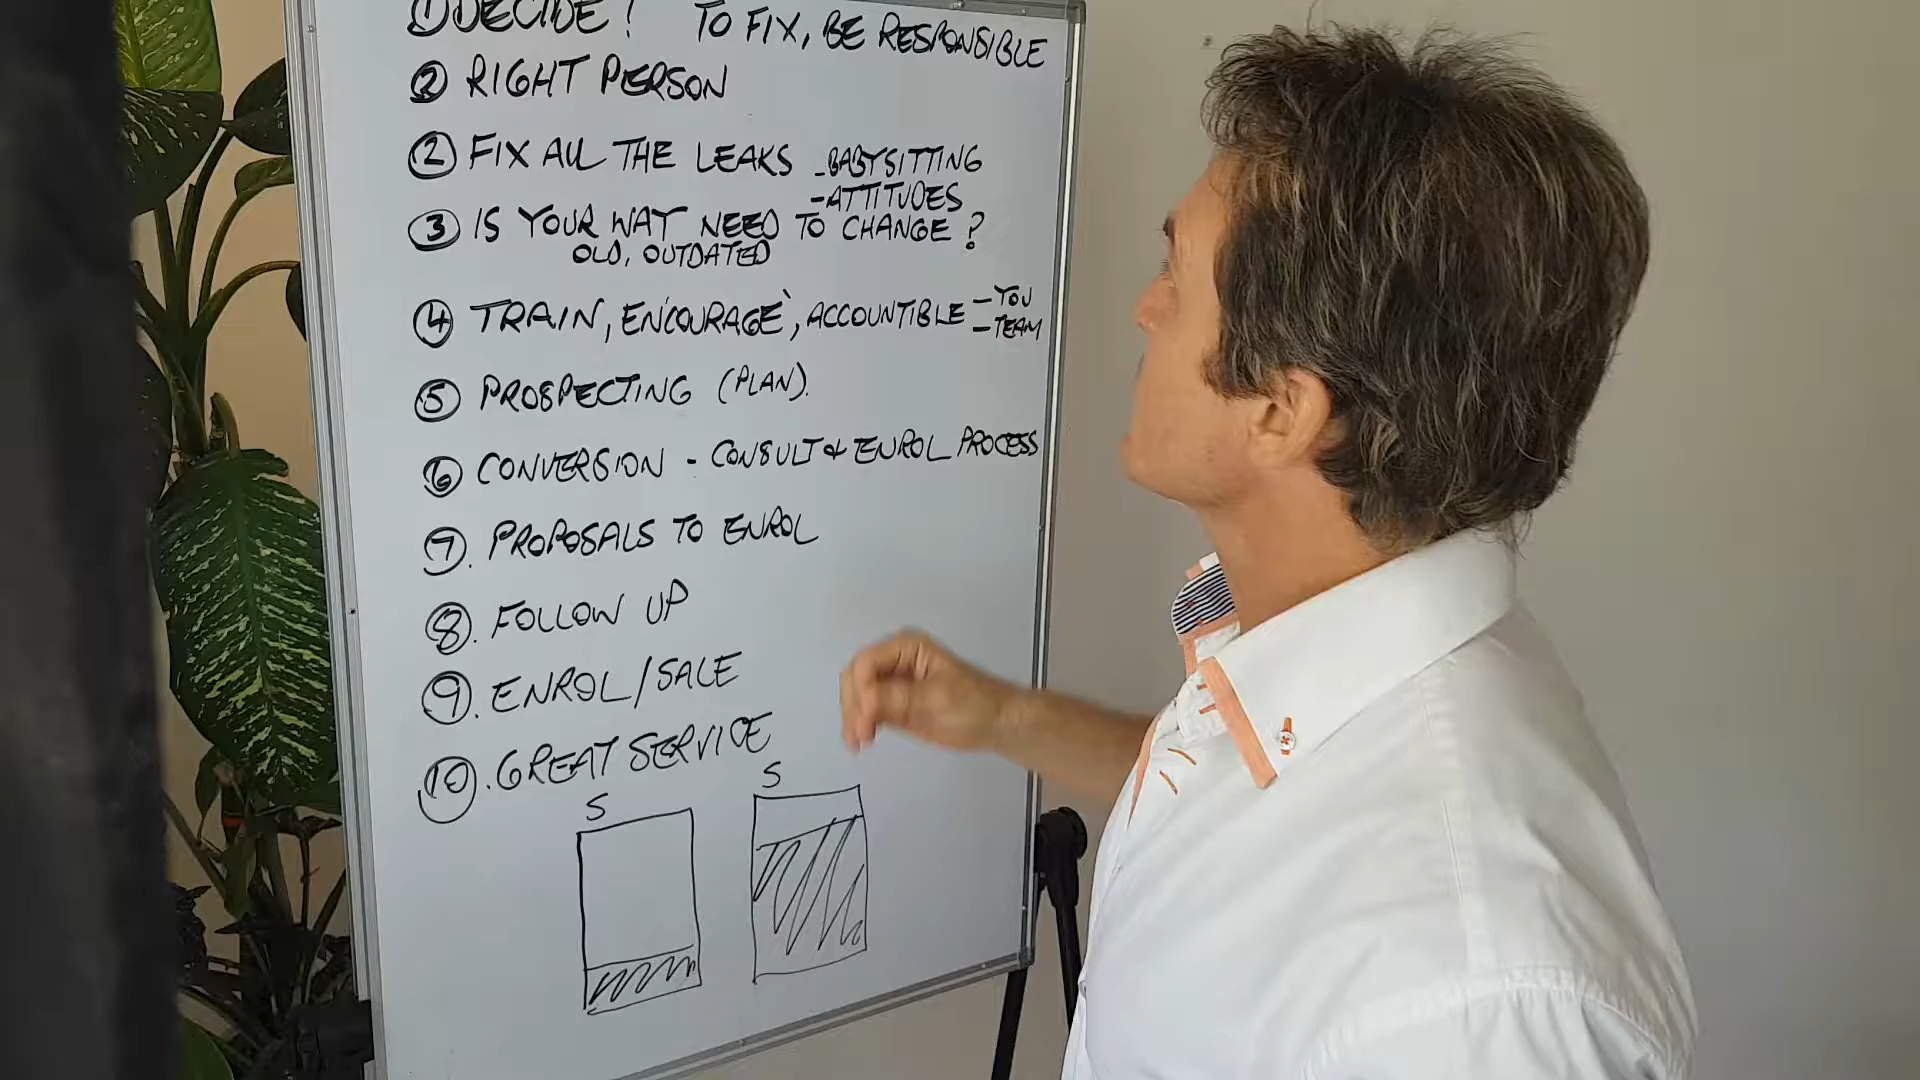 ① DECIDE! TO FIX, BE RESPONSIBLE
② RIGHT PERSON
② FIX ALL THE LEAKS -BABYSITTING
-ATTITUDES
③ IS YOUR WAY NEED TO CHANGE?
OLD, OUTDATED
④ TRAIN, ENCOURAGE, ACCOUNTIBLE -YOU
-TEAM
⑤ PROSPECTING (PLAN).
⑥ CONVERSION - CONSULT & ENROL PROCESS
⑦. PROPOSALS TO ENROL
⑧. FOLLOW UP
⑨. ENROL/SALE
⑩. GREAT SERVICE
S S